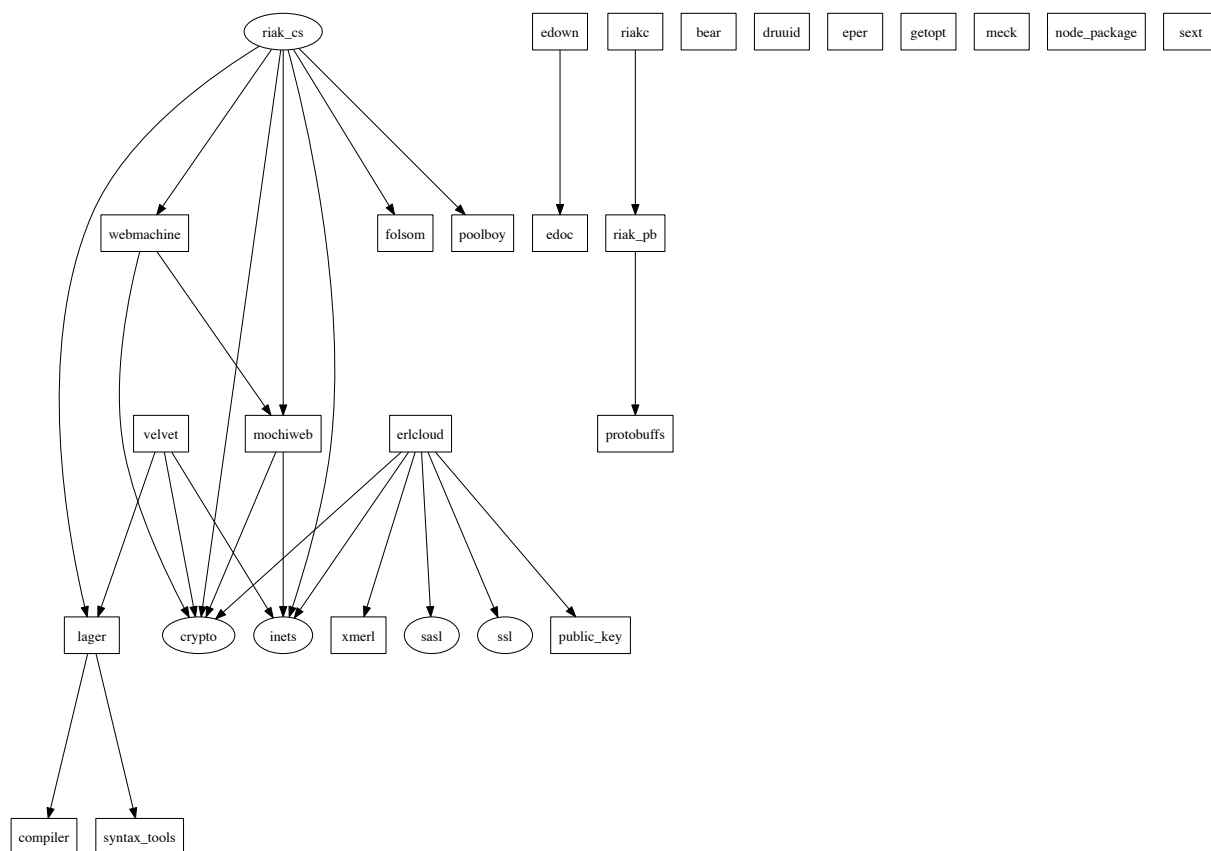 riak_cs
edown
riakc
bear
druuid
eper
getopt
meck
node_package
sext
webmachine
folsom
poolboy
edoc
riak_pb
velvet
mochiweb
erlcloud
protobuffs
lager
crypto
inets
xmerl
sasl
ssl
public_key
compiler
syntax_tools